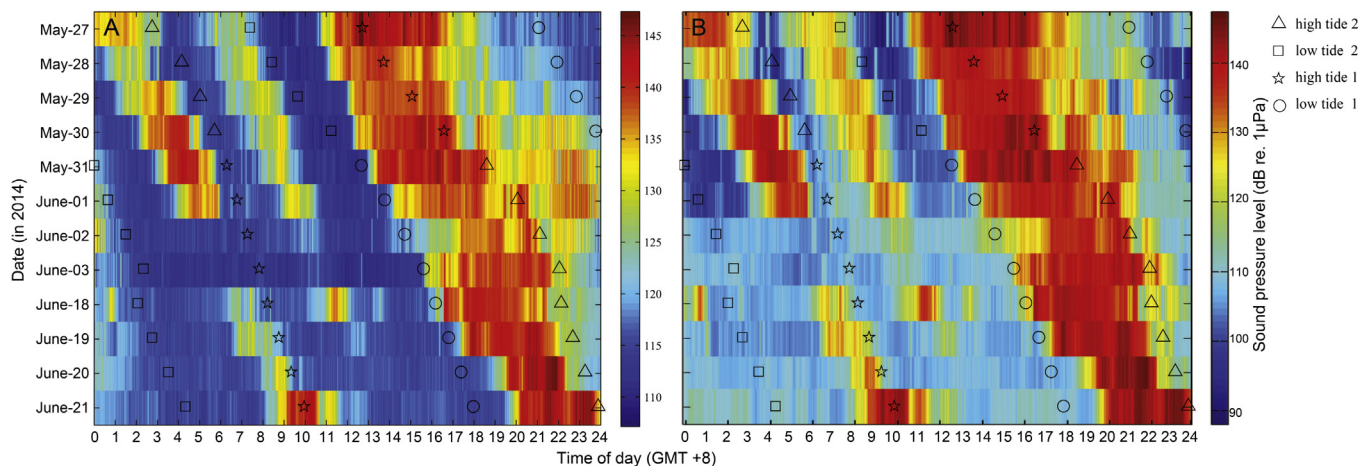 A
B
Date (in 2014)
May-27
May-28
May-29
May-30
May-31
June-01
June-02
June-03
June-18
June-19
June-20
June-21
0 1 2 3 4 5 6 7 8 9 10 11 12 13 14 15 16 17 18 19 20 21 22 23 24
145
140
135
130
125
120
115
110
0 1 2 3 4 5 6 7 8 9 10 11 12 13 14 15 16 17 18 19 20 21 22 23 24
140
130
120
110
100
90
Sound pressure level (dB re. 1μPa)
Time of day (GMT +8)
high tide 2
low tide 2
high tide 1
low tide 1